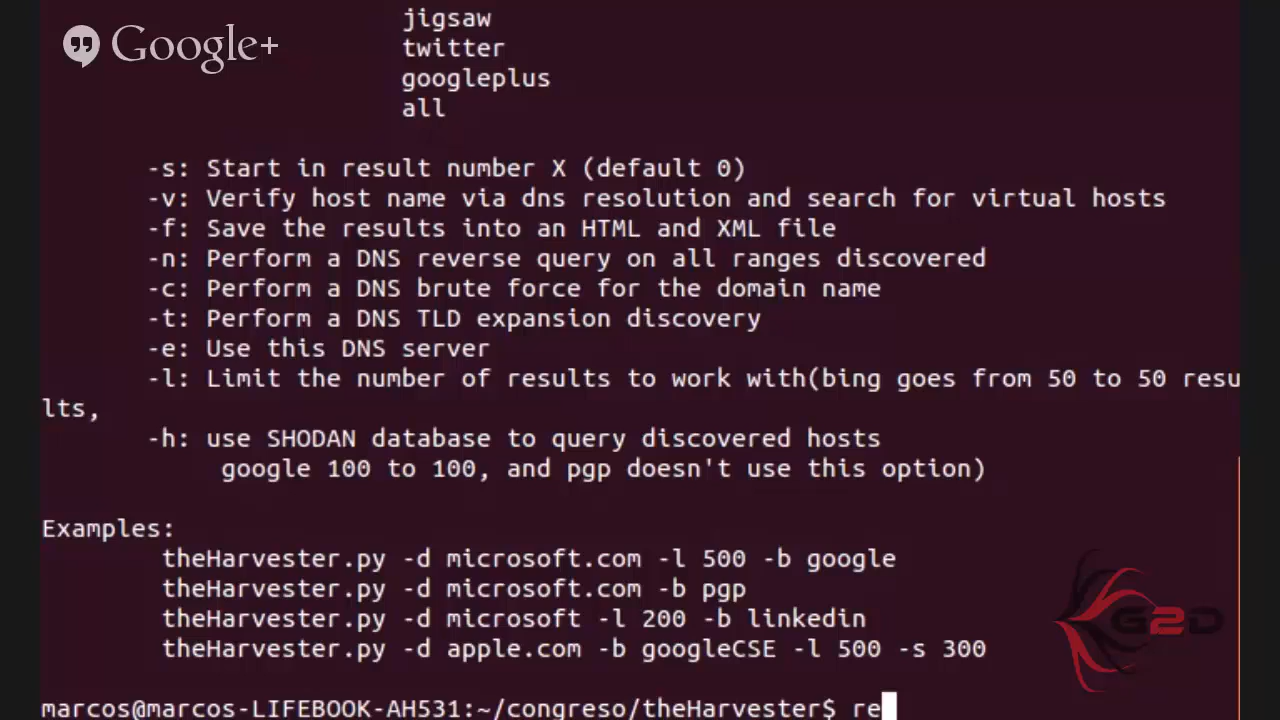 Google+
jigsaw
twitter
googleplus
all
-s: Start in result number X (default 0)
-v: Verify host name via dns resolution and search for virtual hosts
-f: Save the results into an HTML and XML file
-n: Perform a DNS reverse query on all ranges discovered
-c: Perform a DNS brute force for the domain name
-t: Perform a DNS TLD expansion discovery
-e: Use this DNS server
-l: Limit the number of results to work with(bing goes from 50 to 50 resu
lts,
-h: use SHODAN database to query discovered hosts
google 100 to 100, and pgp doesn't use this option)
Examples:
theHarvester.py -d microsoft.com -l 500 -b google
theHarvester.py -d microsoft.com -b pgp
theHarvester.py -d microsoft -l 200 -b linkedin
theHarvester.py -d apple.com -b googleCSE -l 500 -s 300
G2D
marcos@marcos-LIFEBOOK-AH531:~/congreso/theHarvester$ re